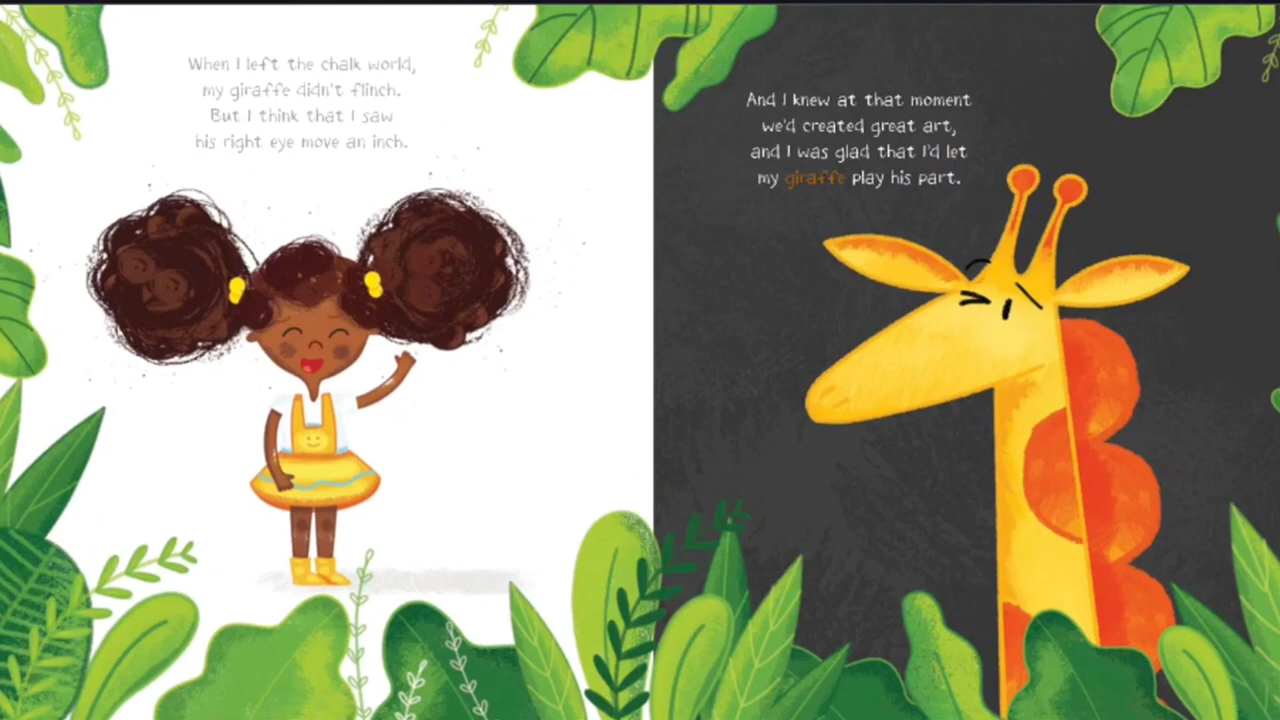 When I left the chalk world,
my giraffe didn't flinch.
But I think that I saw
his right eye move an inch.
And I knew at that moment
we'd created great art,
and I was glad that I'd let
my giraffe play his part.